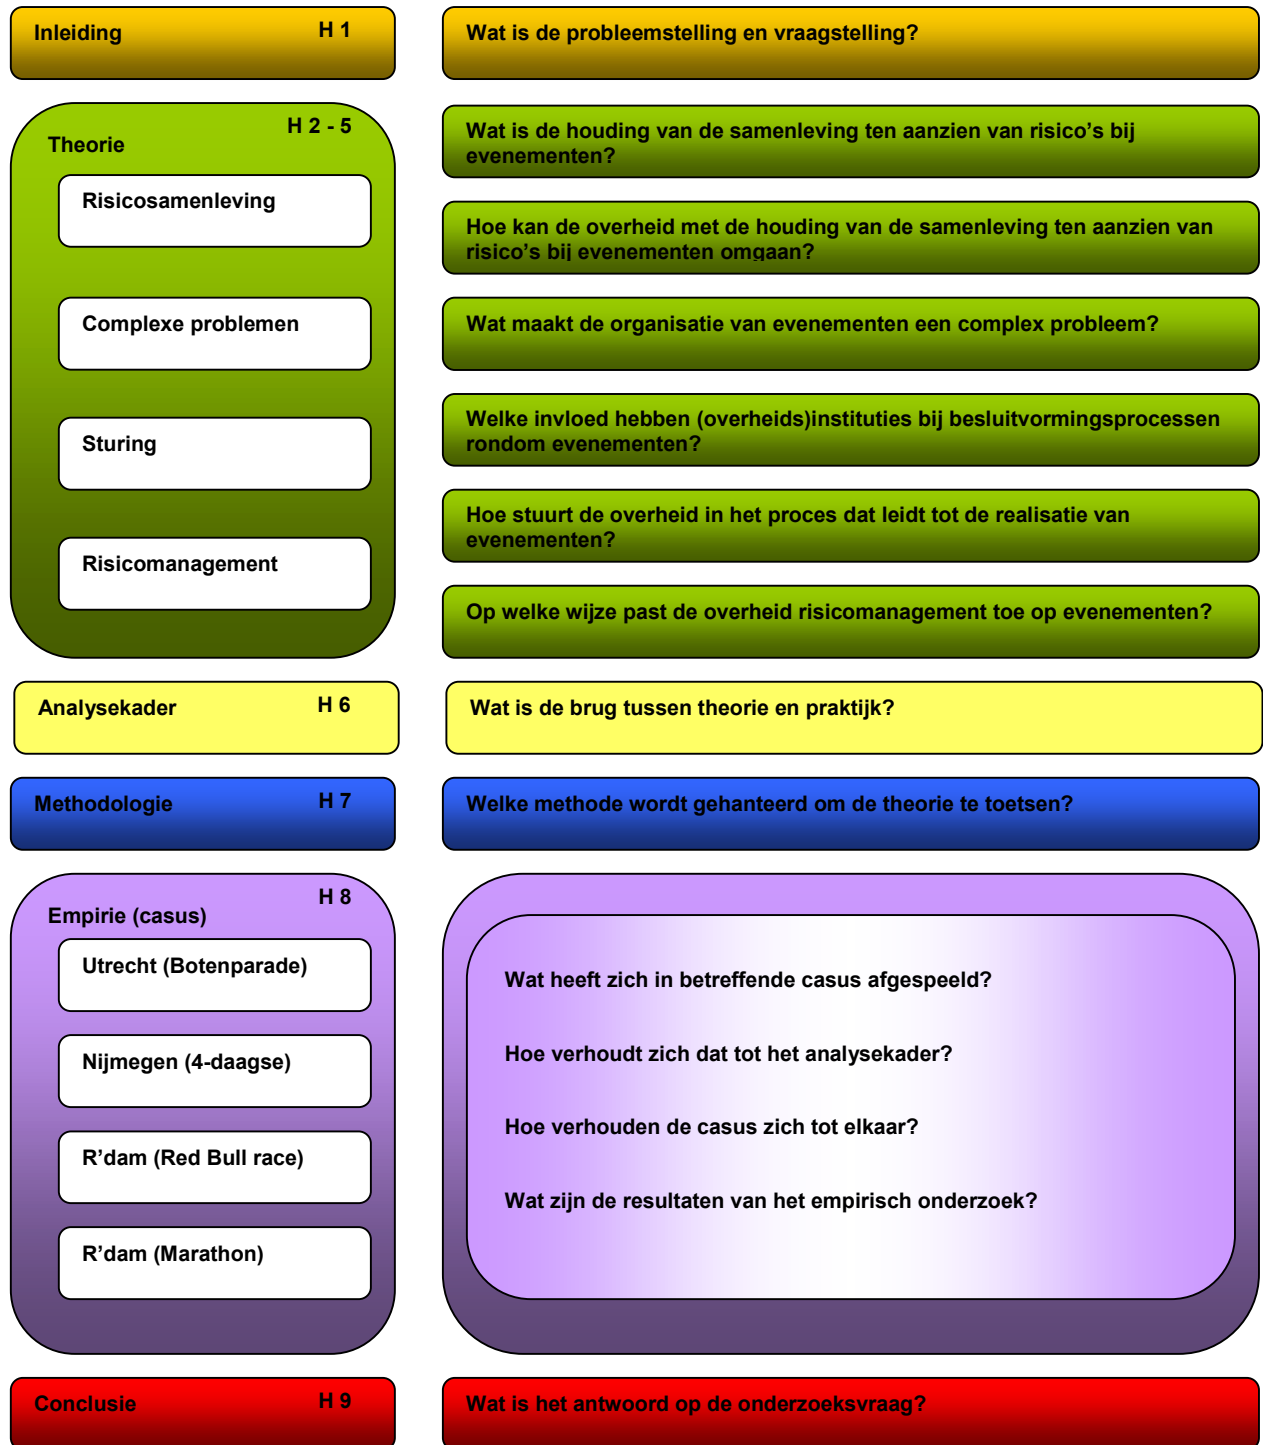 Inleiding H 1
Wat is de probleemstelling en vraagstelling?
Theorie H 2 - 5
Risicosamenleving
Complexe problemen
Sturing
Risicomanagement
Wat is de houding van de samenleving ten aanzien van risico's bij
evenementen?
Hoe kan de overheid met de houding van de samenleving ten aanzien van
risico's bij evenementen omgaan?
Wat maakt de organisatie van evenementen een complex probleem?
Welke invloed hebben (overheids)instituties bij besluitvormingsprocessen
rondom evenementen?
Hoe stuurt de overheid in het proces dat leidt tot de realisatie van
evenementen?
Op welke wijze past de overheid risicomanagement toe op evenementen?
Analysekader H 6
Wat is de brug tussen theorie en praktijk?
Methodologie H 7
Welke methode wordt gehanteerd om de theorie te toetsen?
Empirie (casus) H 8
Utrecht (Botenparade)
Nijmegen (4-daagse)
R'dam (Red Bull race)
R'dam (Marathon)
Wat heeft zich in betreffende casus afgespeeld?
Hoe verhoudt zich dat tot het analysekader?
Hoe verhouden de casus zich tot elkaar?
Wat zijn de resultaten van het empirisch onderzoek?
Conclusie H 9
Wat is het antwoord op de onderzoeksvraag?